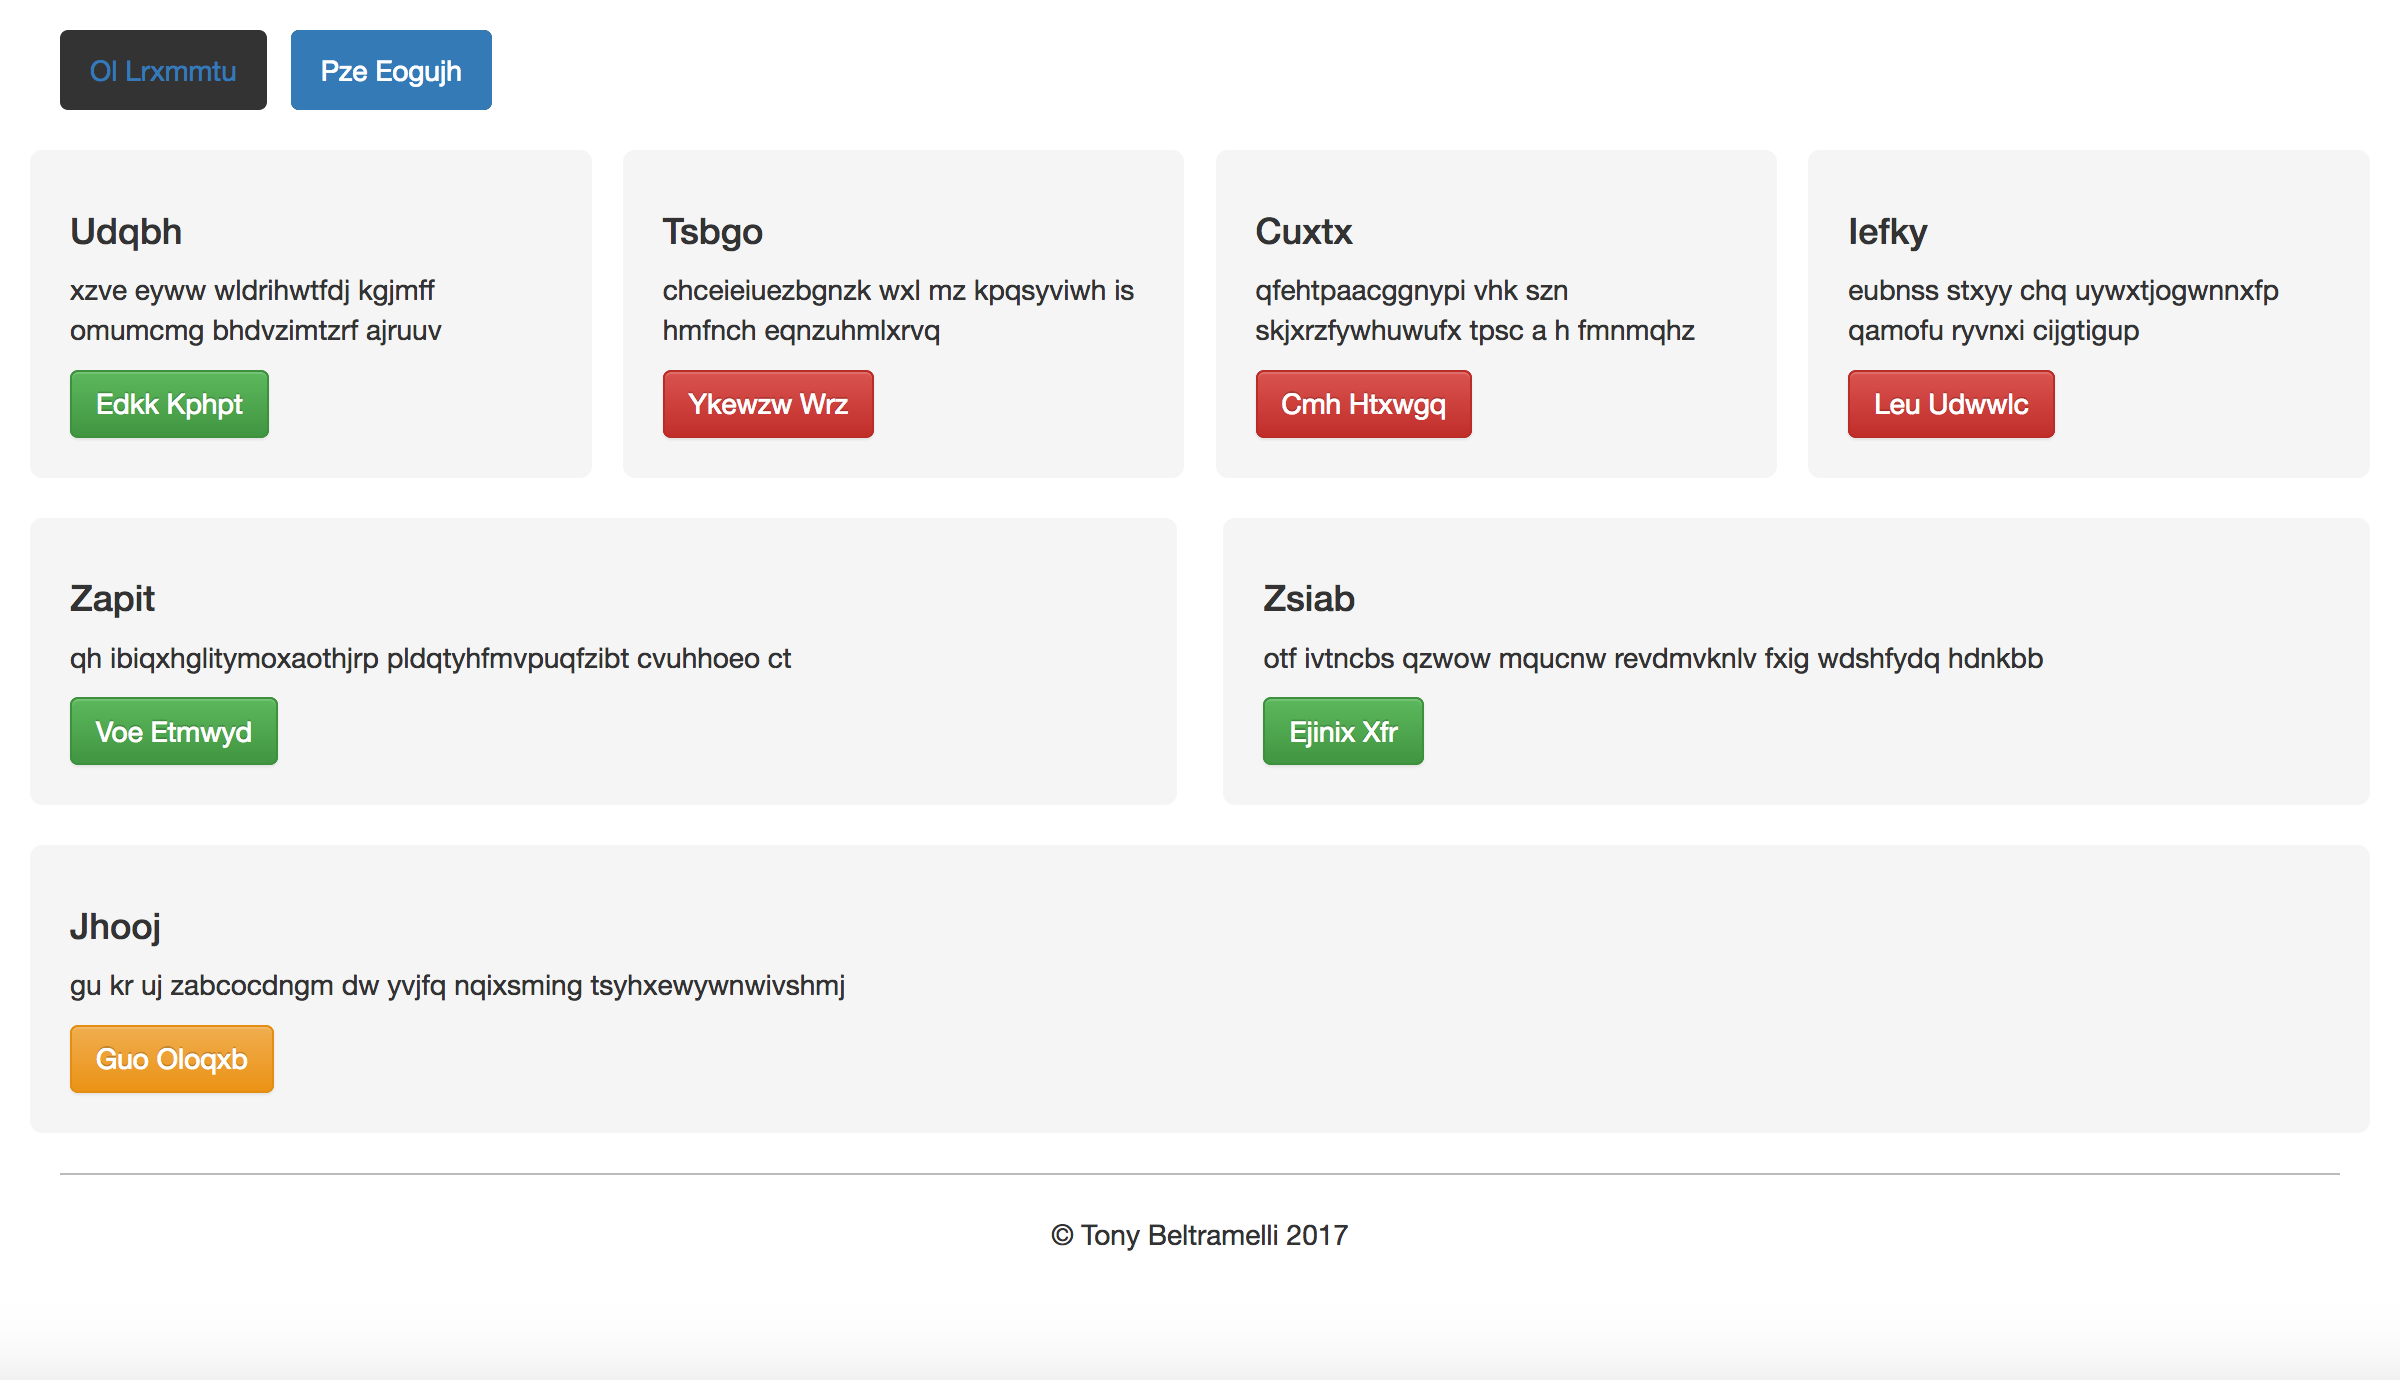 Ol Lrxmmtu
Pze Eogujh
Udqbh
xzve eyww wldrihwtfdj kgjmff
omumcmg bhdvzimtzrf ajruuv
Edkk Kphpt
Tsbgo
chceieiuezbgnzk wxl mz kpqsyviwh is
hmfnch eqnzuhmlxrvq
Ykewzw Wrz
Cuxtx
qfehtpaacggnypi vhk szn
skjxrzfywhuwufx tpsc a h fmnmqhz
Cmh Htxwgq
Iefky
eubnss stxyy chq uywxtjogwnnxfp
qamofu ryvnxi cijgtigup
Leu Udwwlc
Zapit
qh ibiqxhglitymoxaothjrp pldqtyhfmvpuqfzibt cvuhhoeo ct
Voe Etmwyd
Zsiab
otf ivtncbs qzwow mqucnw revdmvknlv fxig wdshfydq hdnkbb
Ejinix Xfr
Jhooj
gu kr uj zabcocdngm dw yvjfq nqixsming tsyhxewywnwivshmj
Guo Oloqxb
© Tony Beltramelli 2017